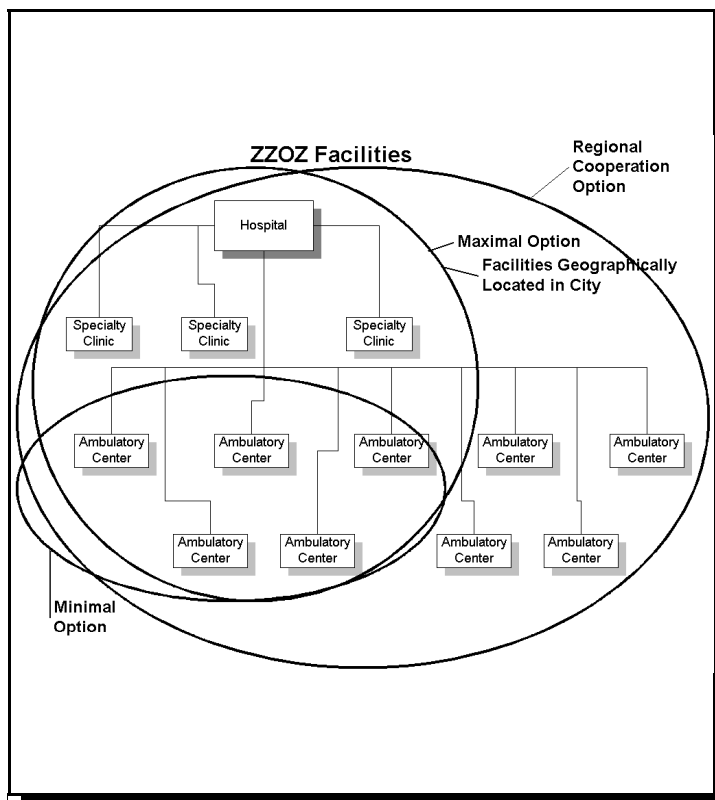 ZZOZ Facilities
Regional
Cooperation
Option
Hospital
Maximal Option
Facilities Geographically
Located in City
Specialty
Clinic
Specialty
Clinic
Specialty
Clinic
Ambulatory
Center
Ambulatory
Center
Ambulatory
Center
Ambulatory
Center
Ambulatory
Center
Ambulatory
Center
Ambulatory
Center
Ambulatory
Center
Ambulatory
Center
Minimal
Option